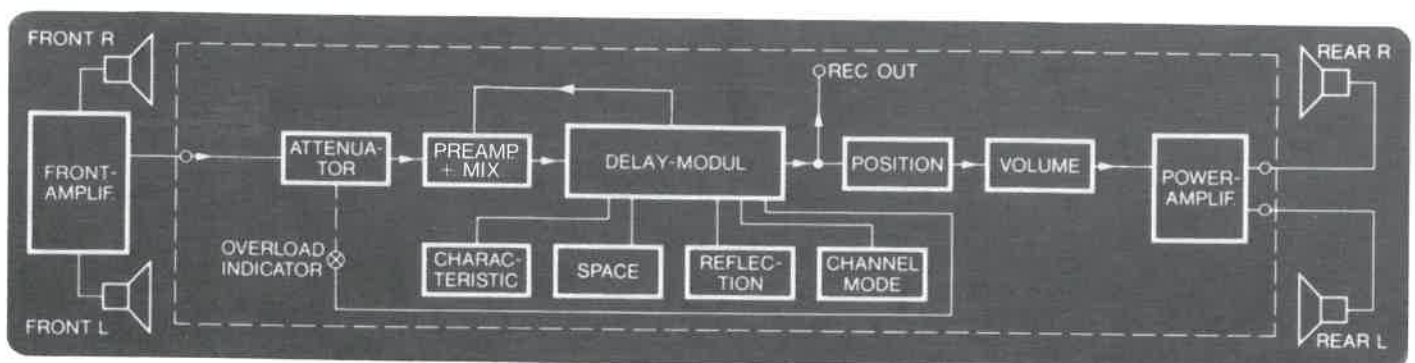 FRONT R
FRONT-
AMPLIF.
FRONT L
ATTENUA-
TOR
OVERLOAD
INDICATOR
PREAMP
+ MIX
DELAY-MODUL
CHARAC-
TERISTIC
SPACE
REFLEC-
TION
CHANNEL
MODE
REC OUT
POSITION
VOLUME
POWER-
AMPLIF.
REAR R
REAR L